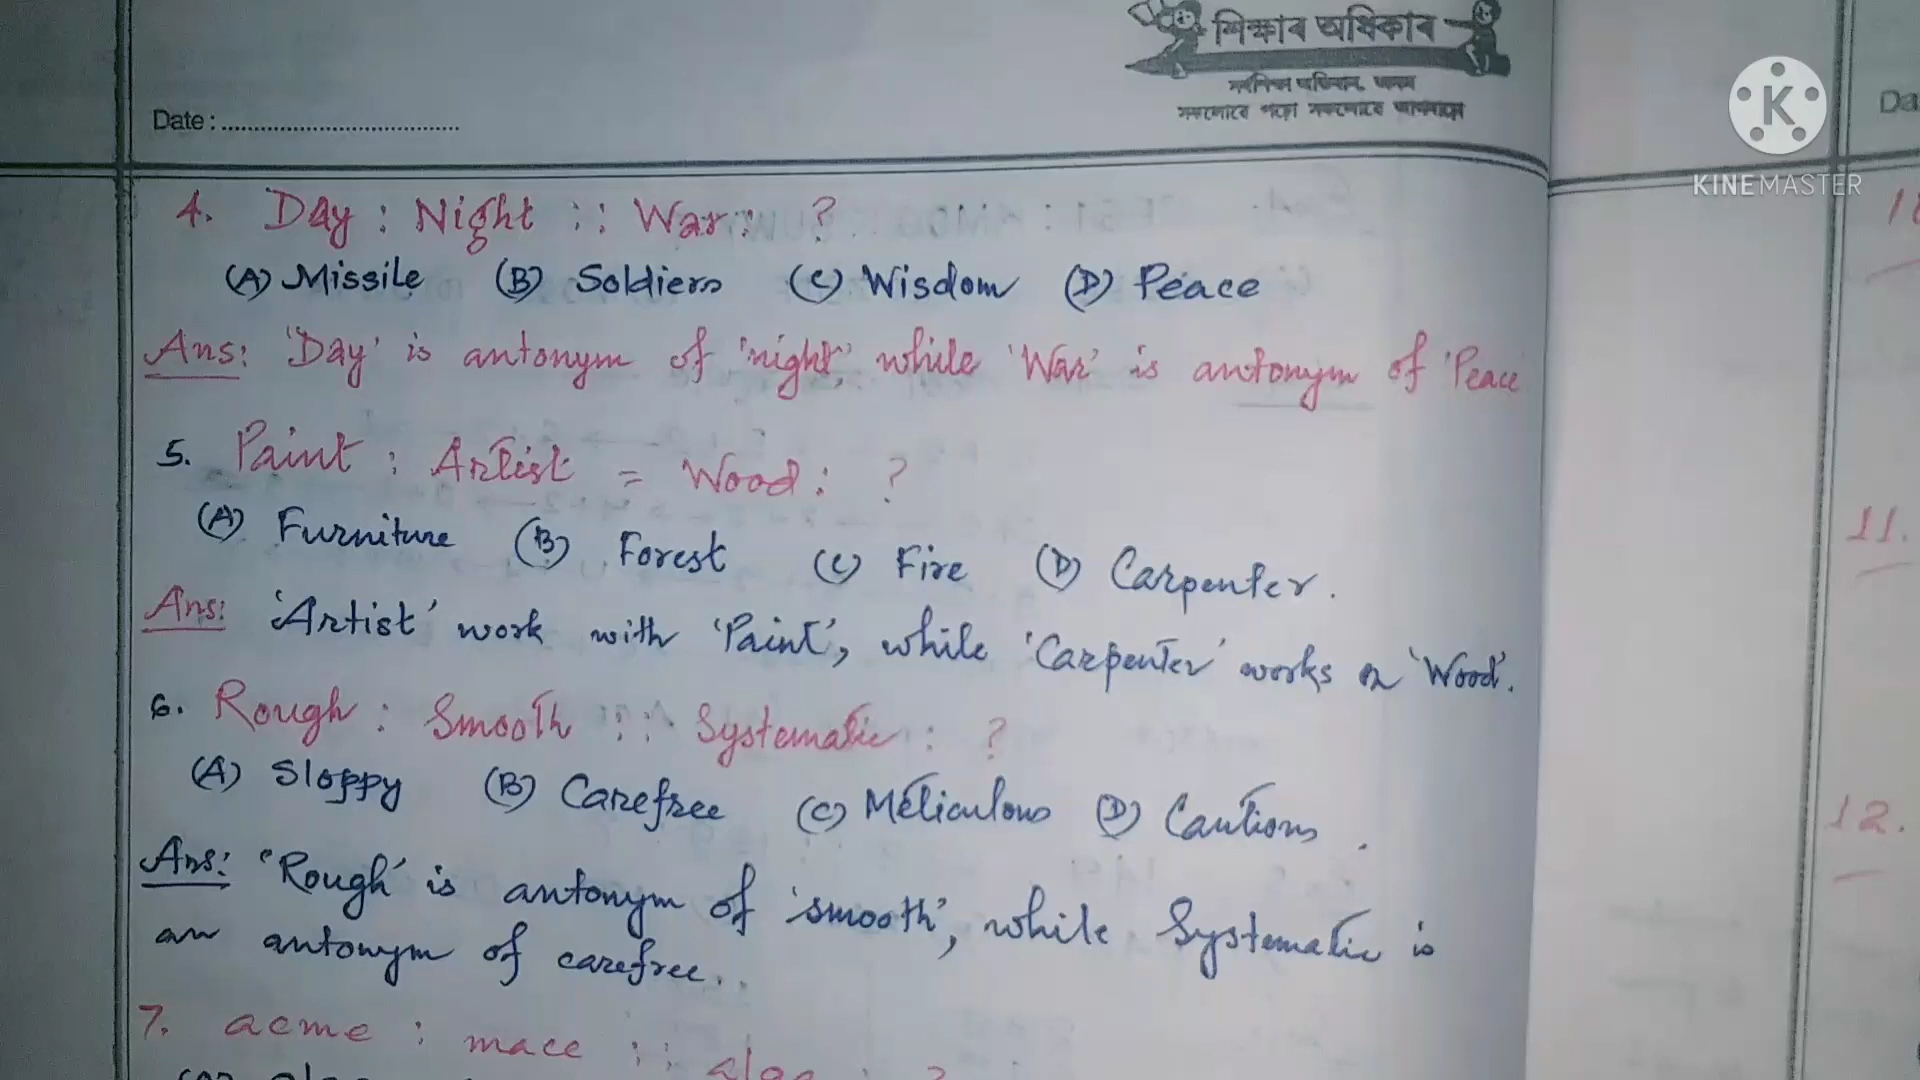 শিক্ষাৰ অধিকাৰ
Date :
Da
K
KINEMASTER
4. Day : Night :: War : ?
(A) Missile (B) Soldiers (C) Wisdom (D) Peace
Ans: 'Day' is antonym of 'night', while 'War' is antonym of 'Peace
5. Paint : Artist = Wood : ?
(A) Furniture (B) Forest (C) Fire (D) Carpenter.
Ans: 'Artist' work with 'Paint', while 'Carpenter' works on 'Wood'.
6. Rough : Smooth :: Systematic : ?
(A) Sloppy (B) Carefree (C) Meticulous (D) Cautions.
Ans: 'Rough' is antonym of 'smooth', while Systematic is
an antonym of carefree.
7. acme : mace ::
11.
12.